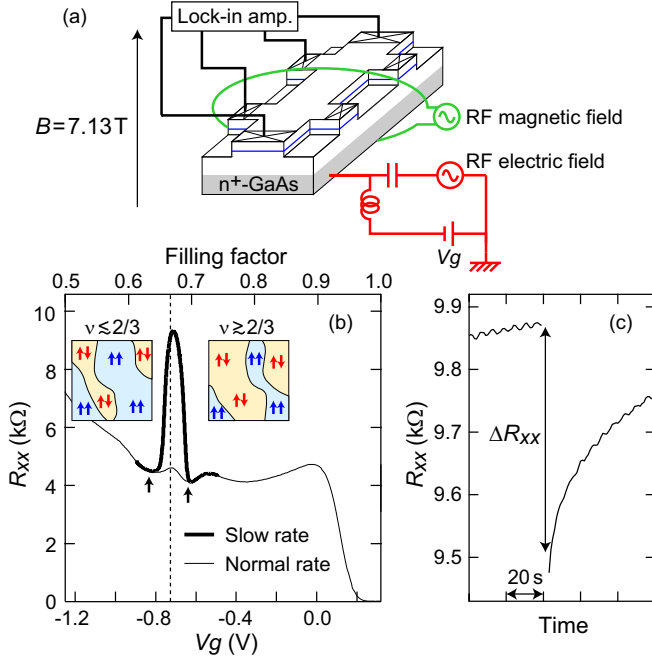 (a)
Lock-in amp.
B=7.13T
RF magnetic field
RF electric field
n⁺-GaAs
Vg
Filling factor
0.5 0.6 0.7 0.8 0.9 1.0
(b)
10
8
6
4
2
0
Rxx (kΩ)
ν≲2/3
ν≳2/3
Slow rate
Normal rate
-1.2 -0.8 -0.4 0.0
Vg (V)
(c)
9.9
9.8
9.7
9.6
9.5
Rxx (kΩ)
ΔRxx
20 s
Time